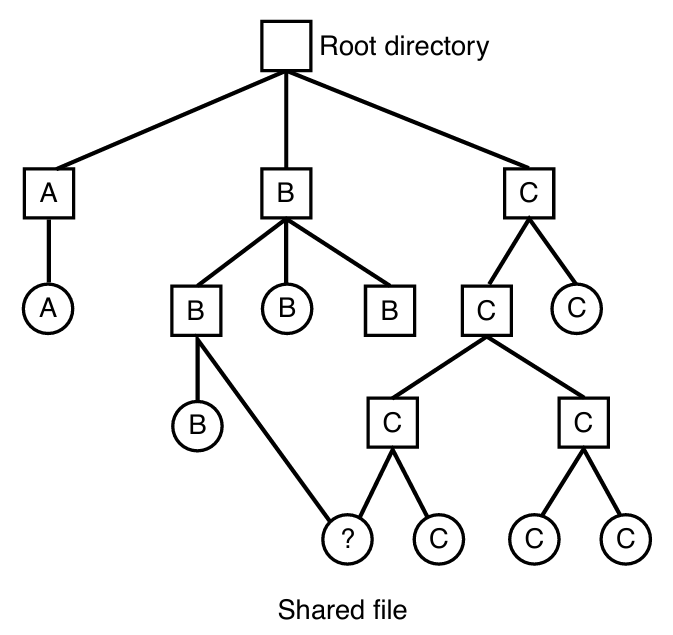 Root directory
A B C
A B B B C C
B C C
? C C C
Shared file